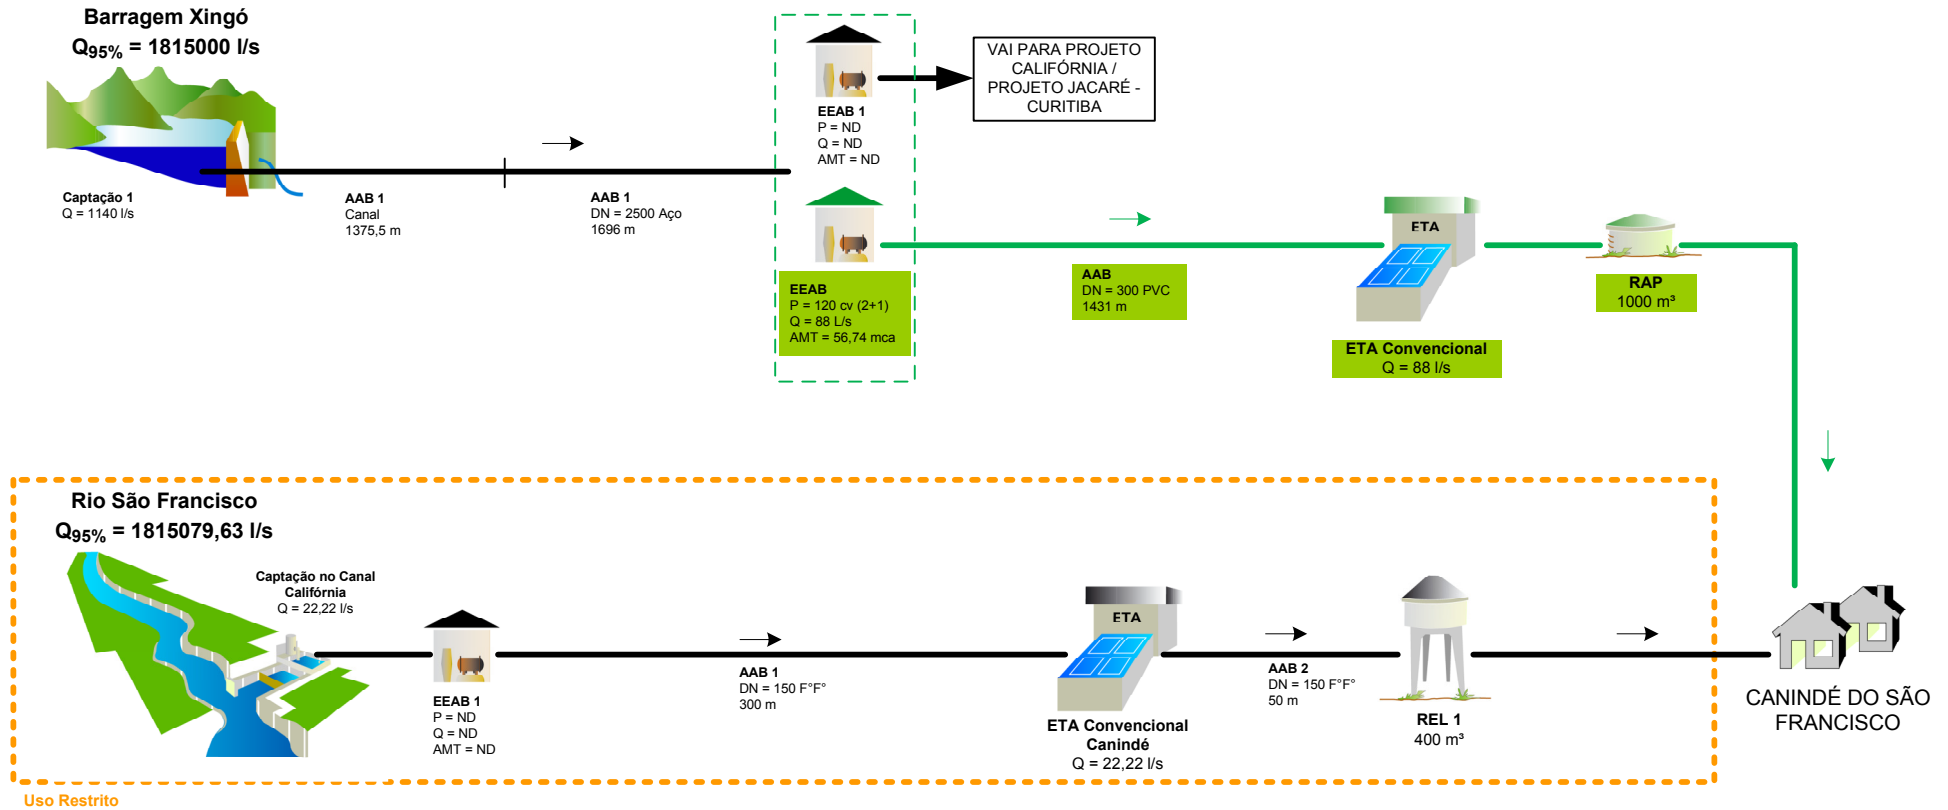 Barragem Xingó
Q95% = 1815000 l/s
Captação 1
Q = 1140 l/s
AAB 1
Canal
1375,5 m
AAB 1
DN = 2500 Aço
1696 m
EEAB 1
P = ND
Q = ND
AMT = ND
VAI PARA PROJETO
CALIFÓRNIA /
PROJETO JACARÉ -
CURITIBA
EEAB
P = 120 cv (2+1)
Q = 88 L/s
AMT = 56,74 mca
AAB
DN = 300 PVC
1431 m
ETA
ETA Convencional
Q = 88 l/s
RAP
1000 m³
Rio São Francisco
Q95% = 1815079,63 l/s
Captação no Canal
Califórnia
Q = 22,22 l/s
EEAB 1
P = ND
Q = ND
AMT = ND
AAB 1
DN = 150 F°F°
300 m
ETA
ETA Convencional
Canindé
Q = 22,22 l/s
AAB 2
DN = 150 F°F°
50 m
REL 1
400 m³
CANINDÉ DO SÃO
FRANCISCO
Uso Restrito